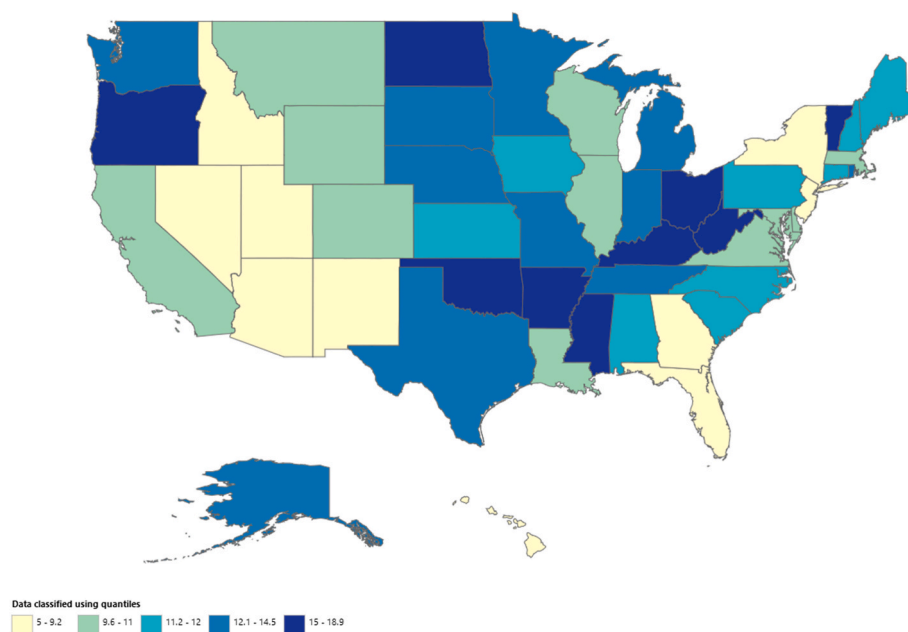 Data classified using quantiles
5 - 9.2 9.6 - 11 11.2 - 12 12.1 - 14.5 15 - 18.9